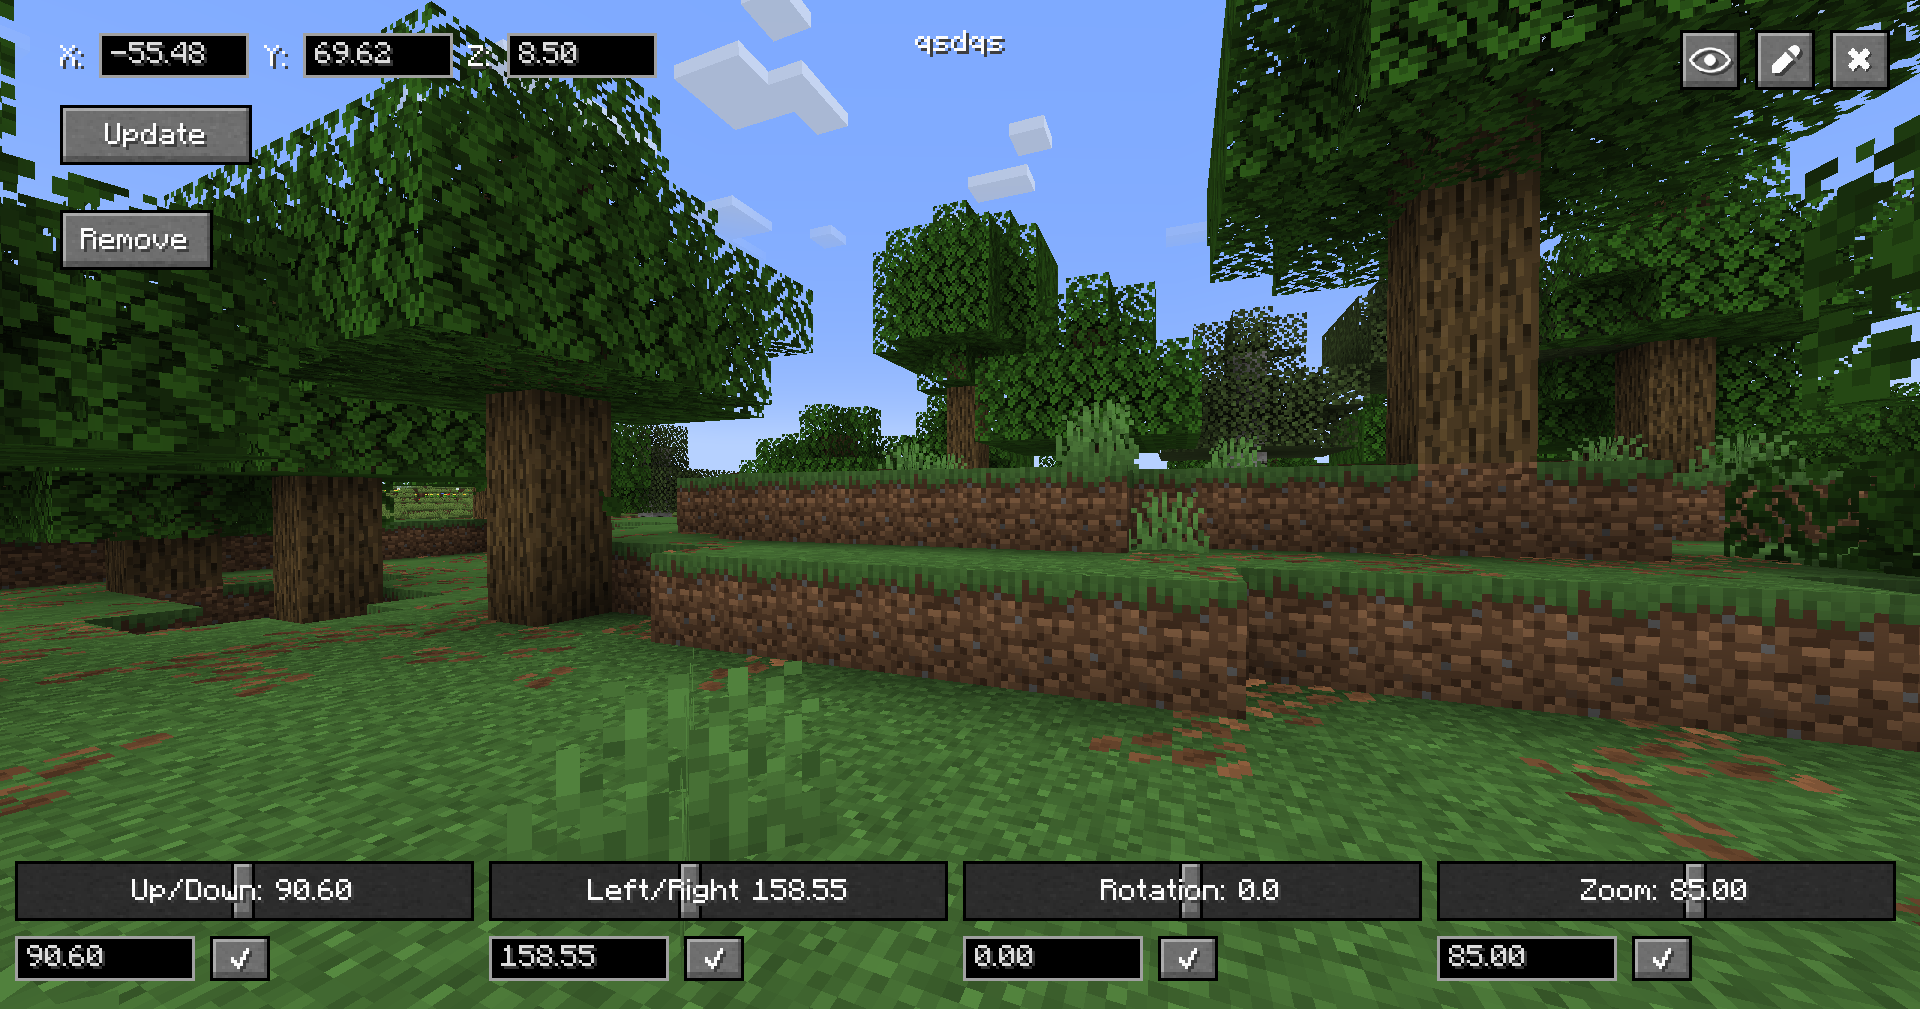 X: -55.48 Y: 69.62 Z: 8.50
qsdqs
Update
Remove
Up/Down: 90.60
Left/Right 158.55
Rotation: 0.0
Zoom: 85.00
90.60
158.55
0.00
85.00